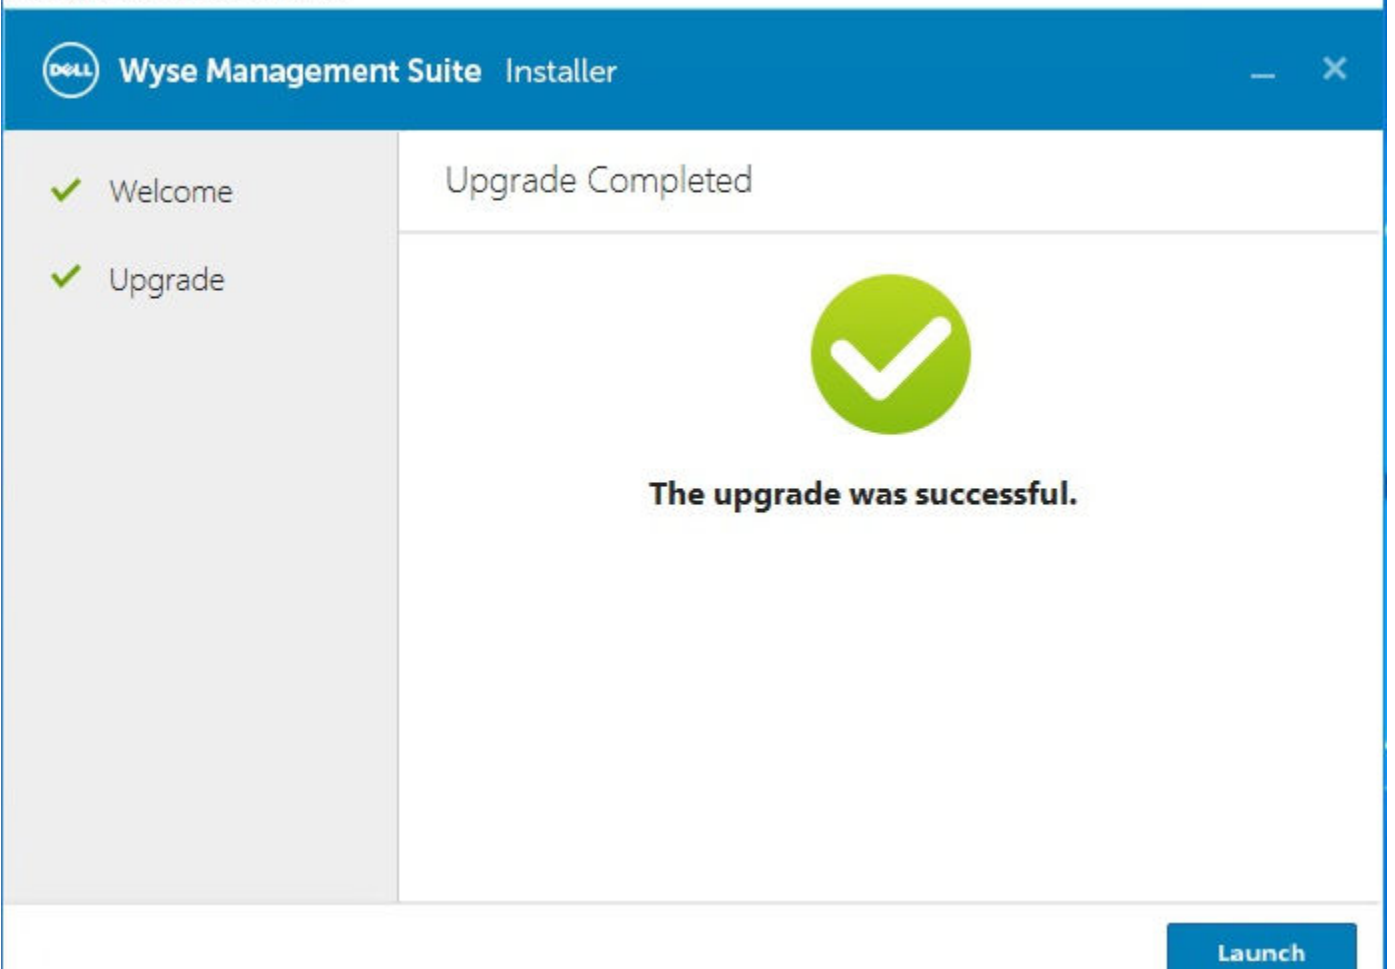 DELL Wyse Management Suite Installer
Welcome
Upgrade
Upgrade Completed
The upgrade was successful.
Launch